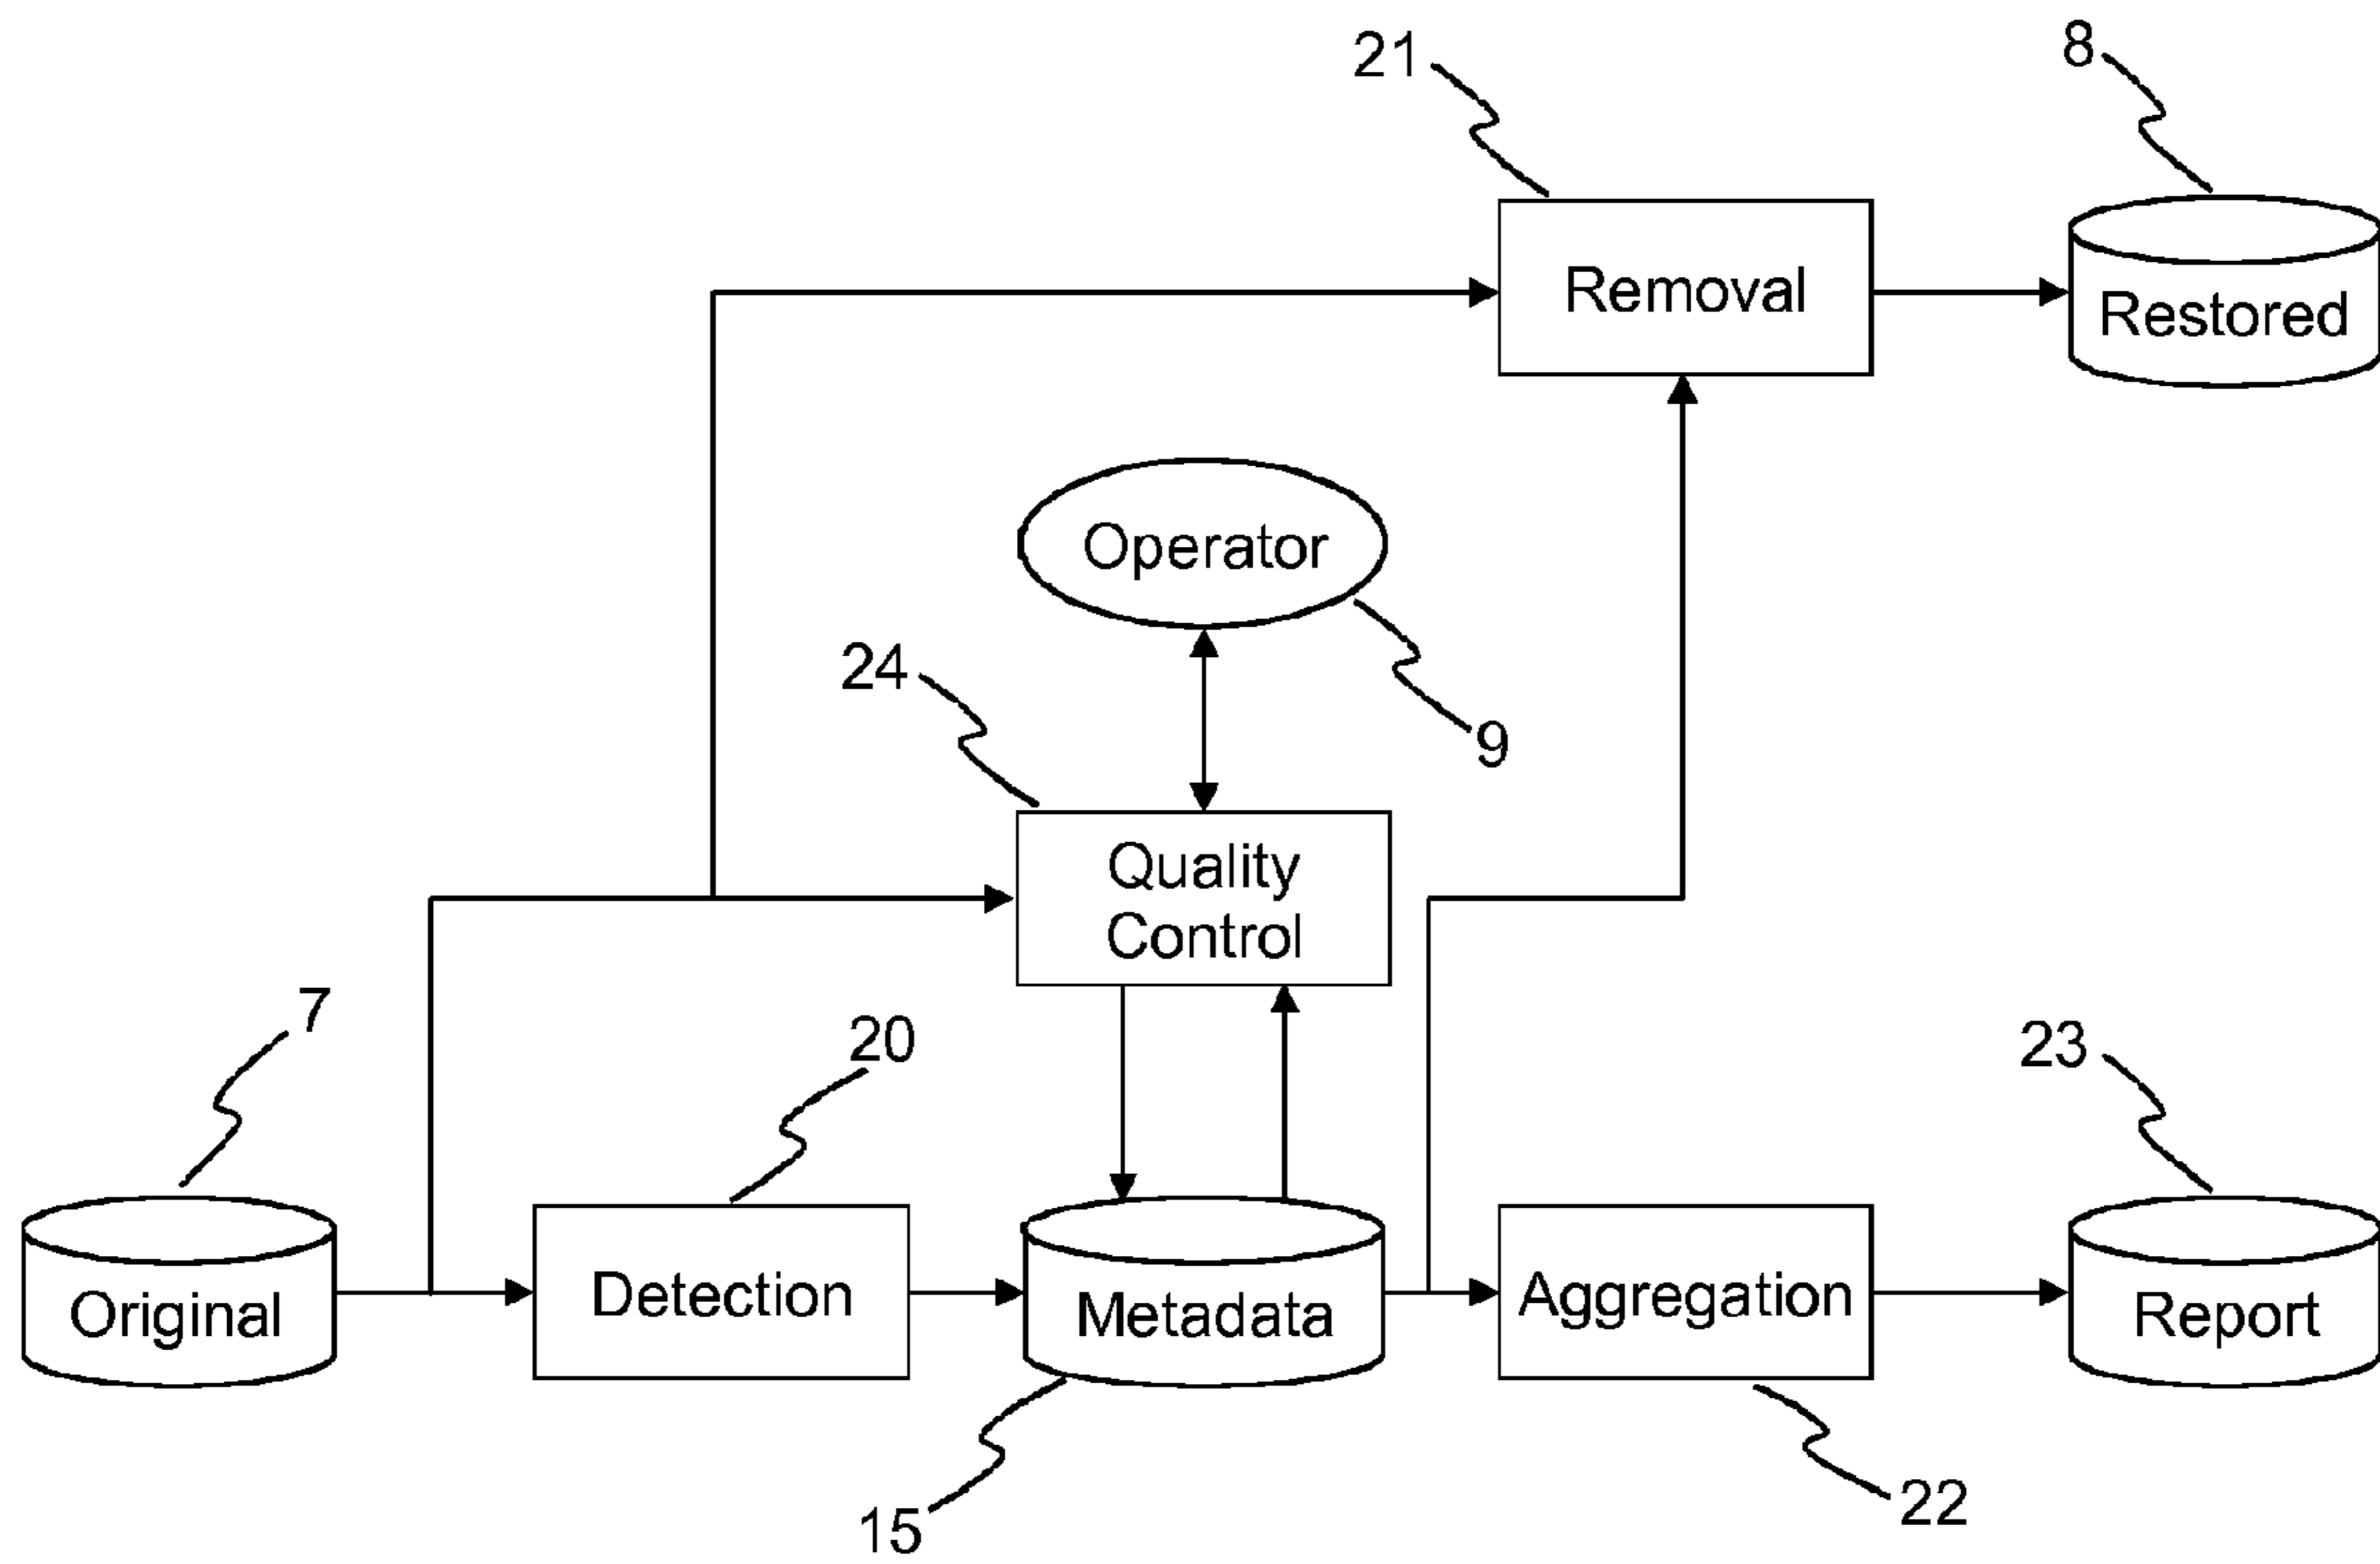 21
8
Removal
Restored
Operator
24
9
Quality
Control
7
20
23
Original
Detection
Metadata
Aggregation
Report
15
22